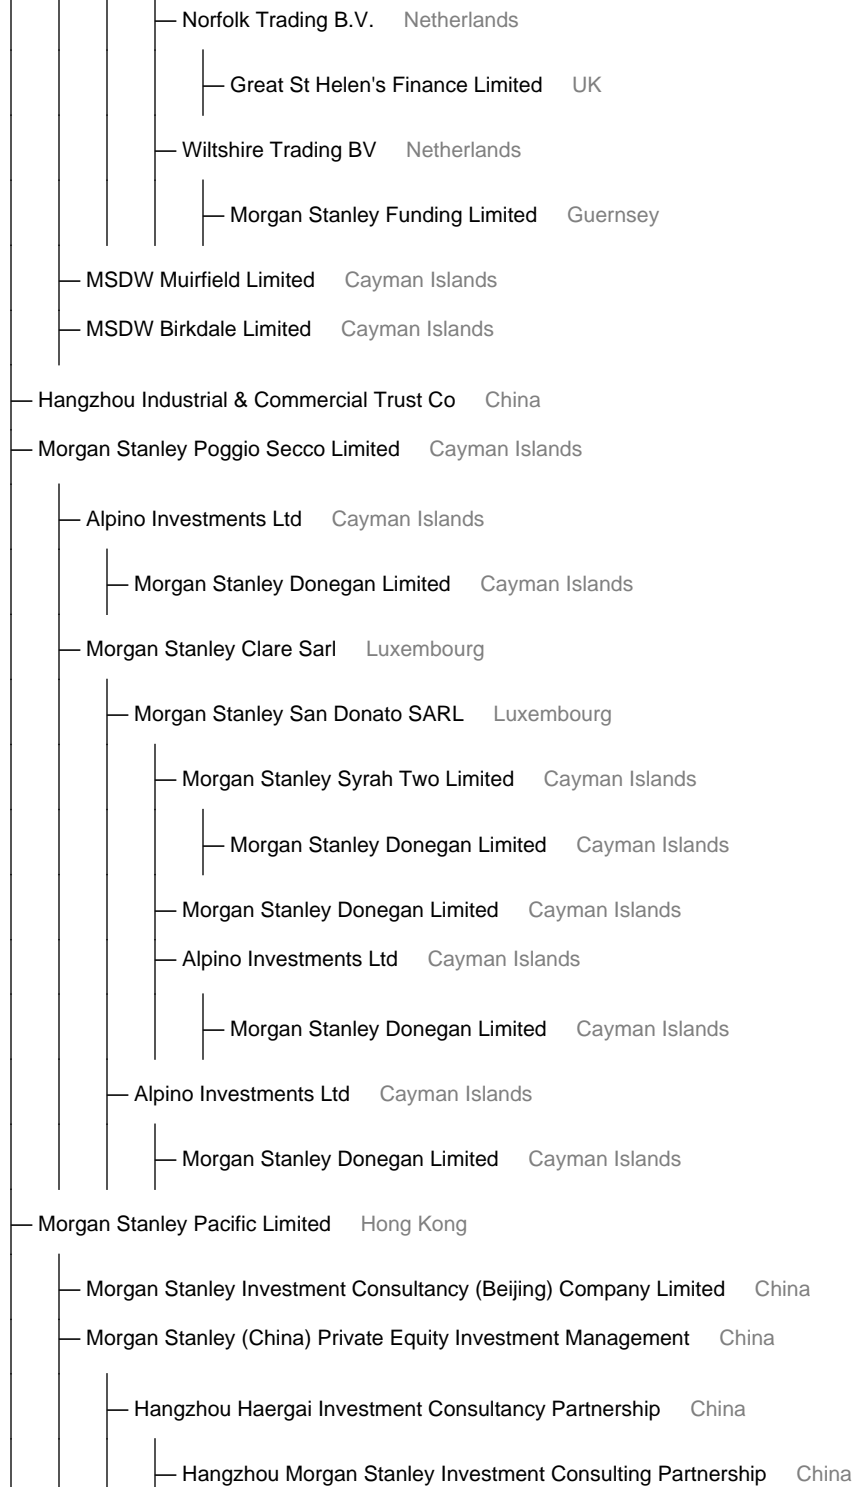 Norfolk Trading B.V. Netherlands
Great St Helen's Finance Limited UK
Wiltshire Trading BV Netherlands
Morgan Stanley Funding Limited Guernsey
MSDW Muirfield Limited Cayman Islands
MSDW Birkdale Limited Cayman Islands
Hangzhou Industrial & Commercial Trust Co China
Morgan Stanley Poggio Secco Limited Cayman Islands
Alpino Investments Ltd Cayman Islands
Morgan Stanley Donegan Limited Cayman Islands
Morgan Stanley Clare Sarl Luxembourg
Morgan Stanley San Donato SARL Luxembourg
Morgan Stanley Syrah Two Limited Cayman Islands
Morgan Stanley Donegan Limited Cayman Islands
Morgan Stanley Donegan Limited Cayman Islands
Alpino Investments Ltd Cayman Islands
Morgan Stanley Donegan Limited Cayman Islands
Alpino Investments Ltd Cayman Islands
Morgan Stanley Donegan Limited Cayman Islands
Morgan Stanley Pacific Limited Hong Kong
Morgan Stanley Investment Consultancy (Beijing) Company Limited China
Morgan Stanley (China) Private Equity Investment Management China
Hangzhou Haergai Investment Consultancy Partnership China
Hangzhou Morgan Stanley Investment Consulting Partnership China